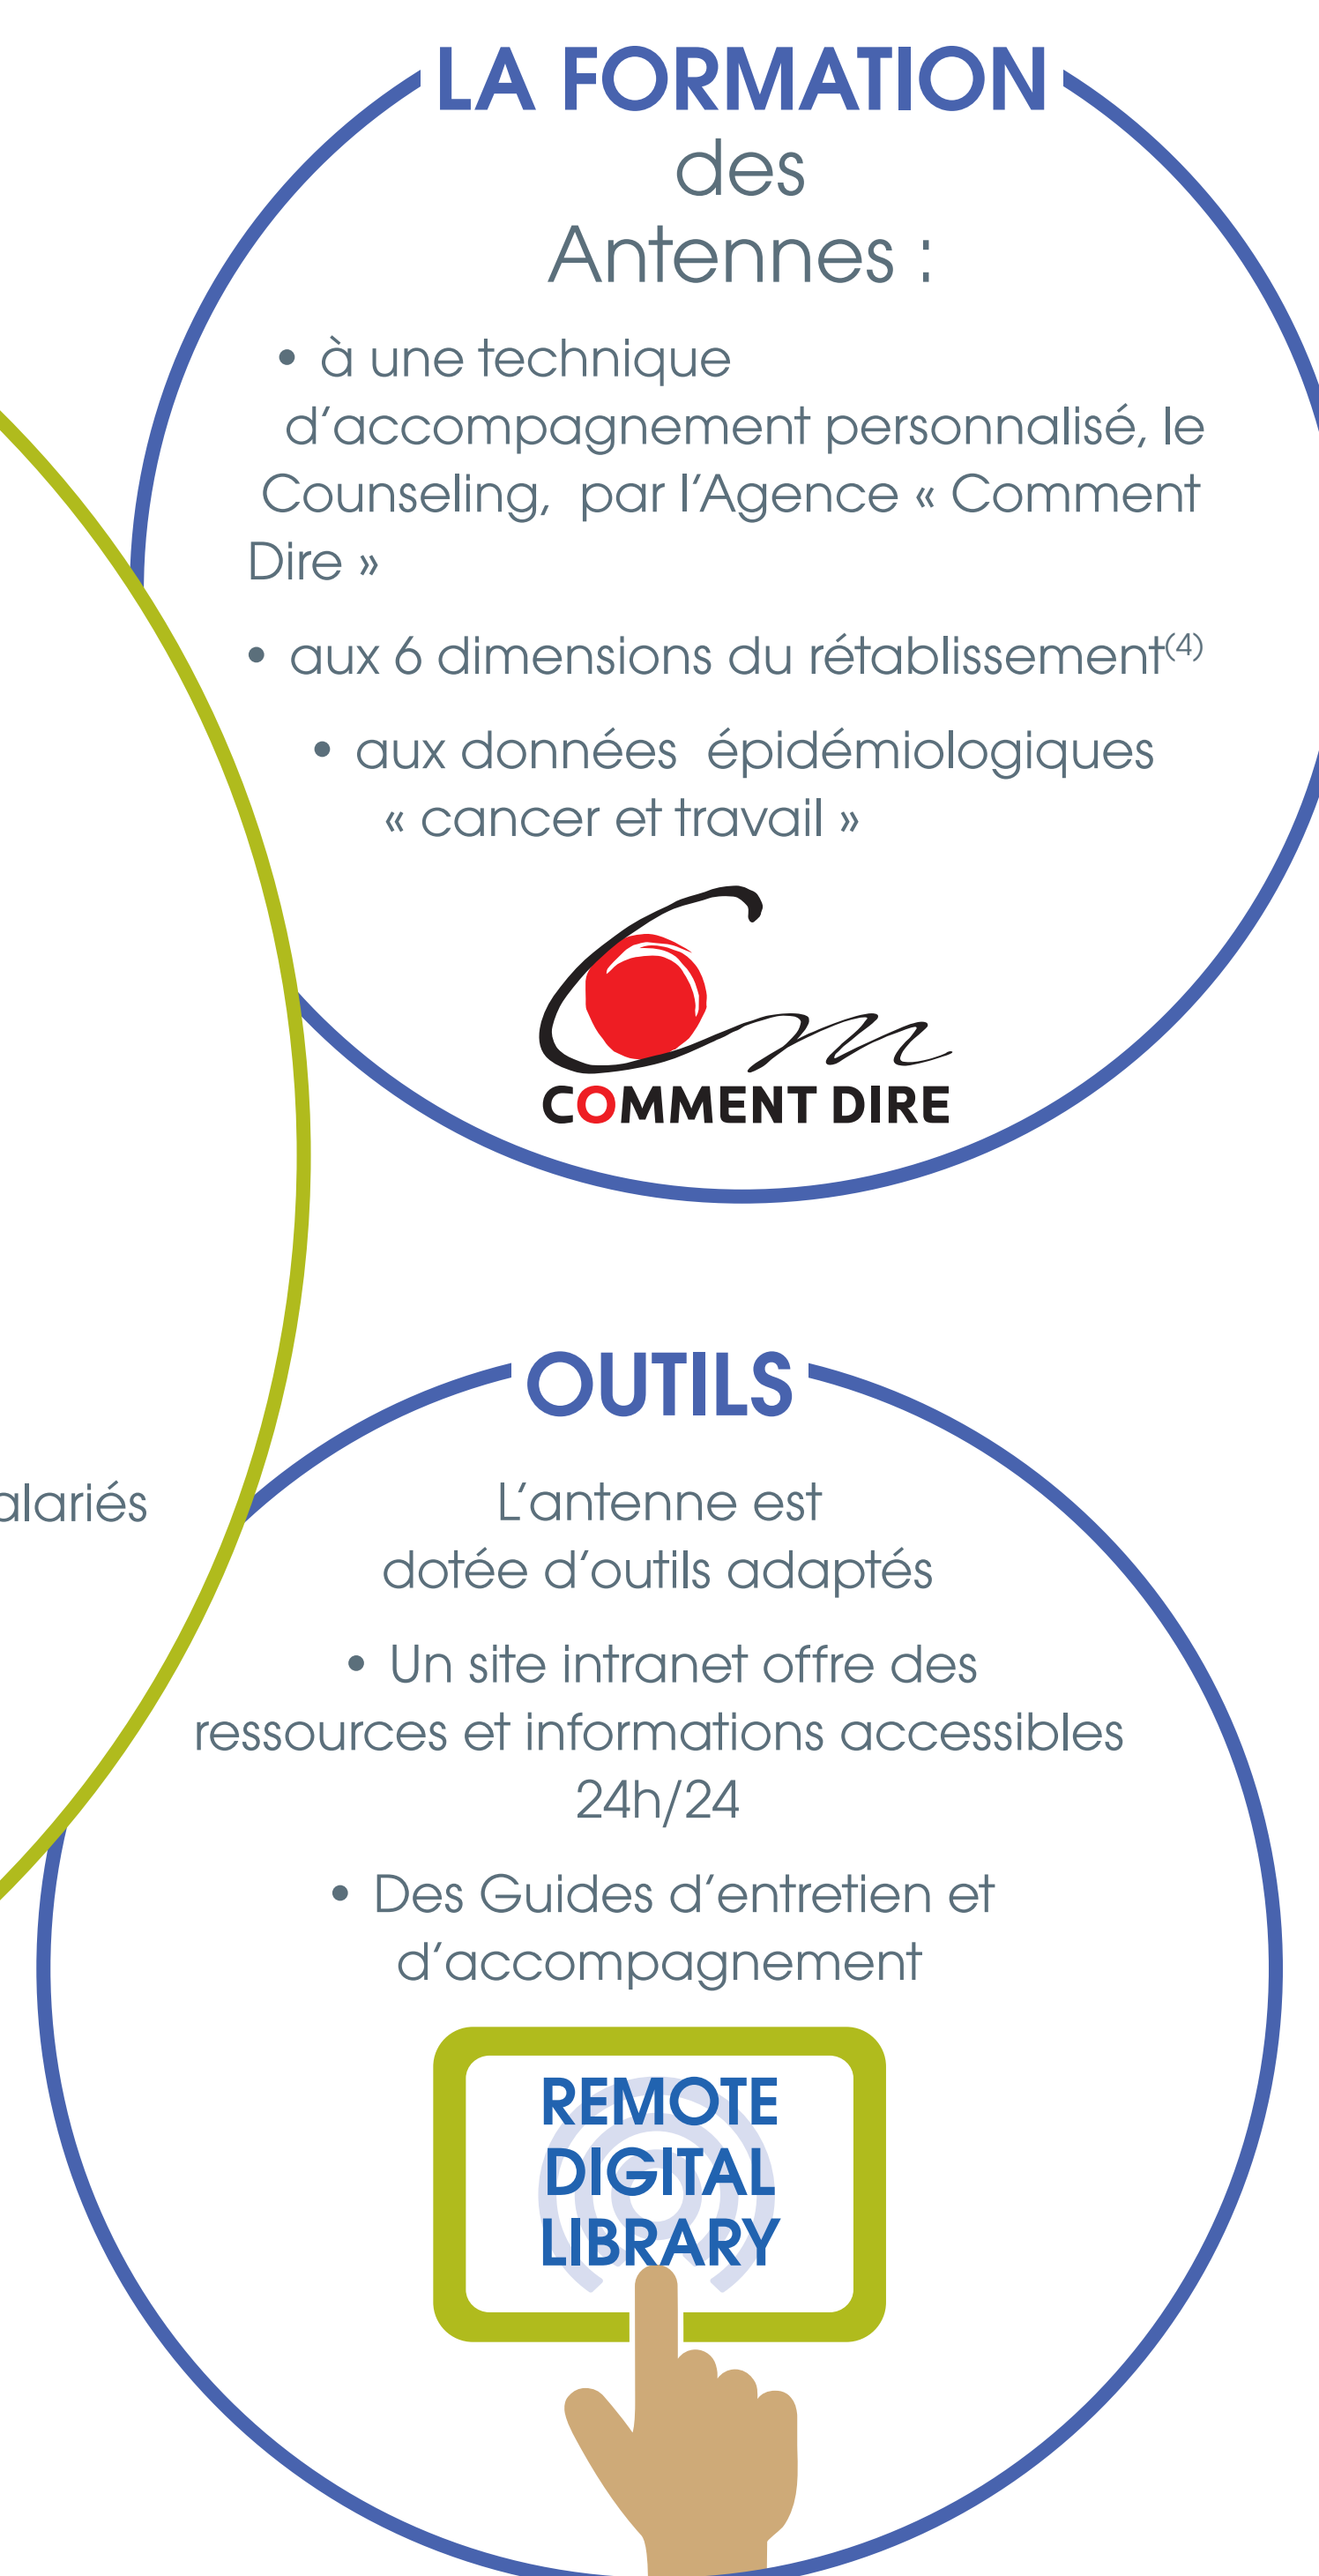 LA FORMATION
des
Antennes :
• à une technique
d’accompagnement personnalisé, le
Counseling, par l’Agence « Comment
Dire »
• aux 6 dimensions du rétablissement(4)
• aux données épidémiologiques
« cancer et travail »
Cm
COMMENT DIRE
OUTILS
alariés
L’antenne est
dotée d’outils adaptés
• Un site intranet offre des
ressources et informations accessibles
24h/24
• Des Guides d’entretien et
d’accompagnement
REMOTE
DIGITAL
LIBRARY